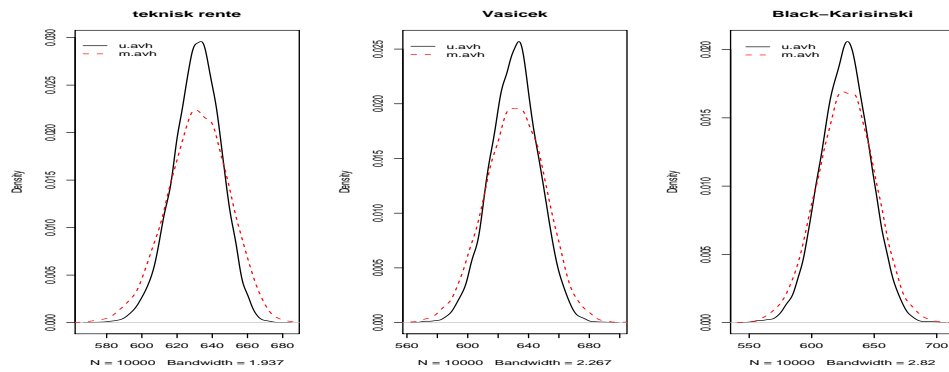 teknisk rente
Density
0.000 0.005 0.010 0.015 0.020 0.025 0.030
u.avh
m.avh
580 600 620 640 660 680
N = 10000 Bandwidth = 1.937
Vasicek
Density
0.000 0.005 0.010 0.015 0.020 0.025
u.avh
m.avh
560 600 640 680
N = 10000 Bandwidth = 2.267
Black−Karisinski
Density
0.000 0.005 0.010 0.015 0.020
u.avh
m.avh
550 600 650 700
N = 10000 Bandwidth = 2.82